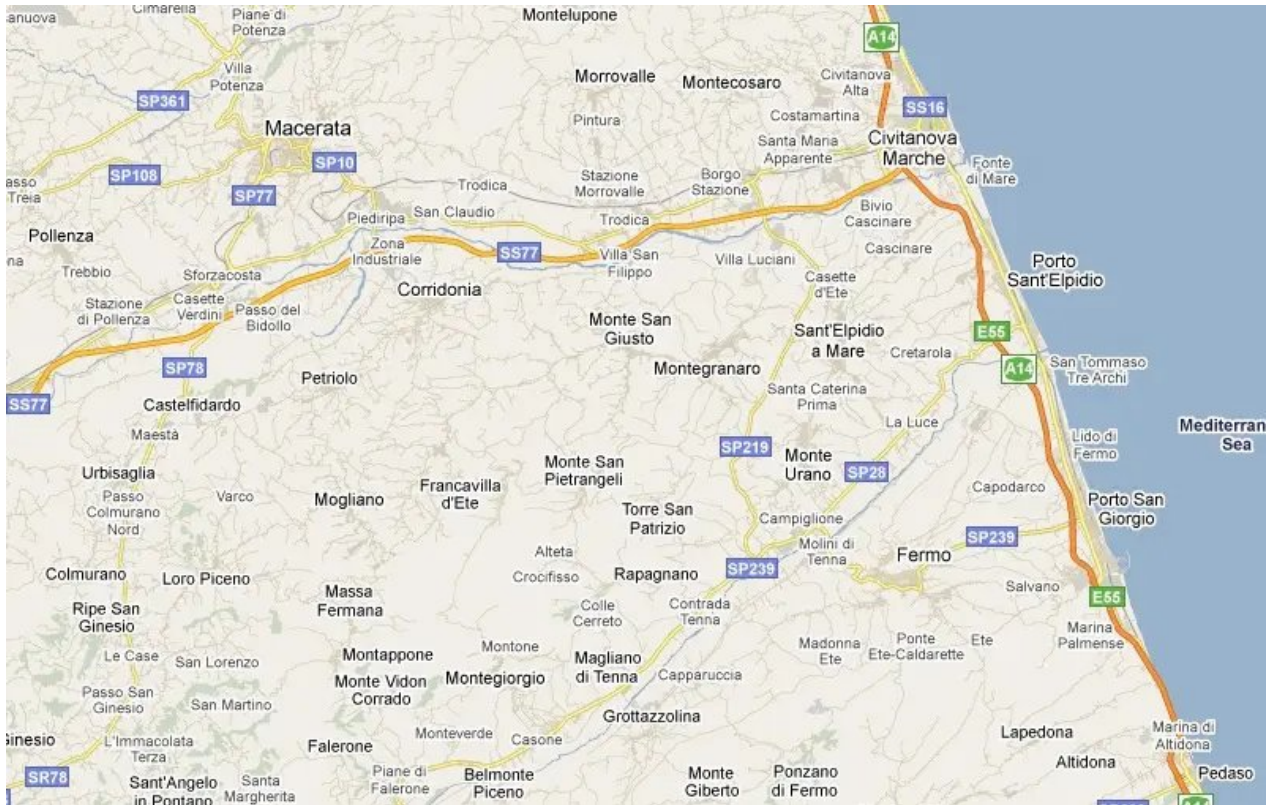 Cimarella
anuova
Piane di
Potenza
Montelupone
A14
Villa
Potenza
Morrovalle
Montecosaro
Civitanova
Alta
SP361
SS16
Costamartina
Pintura
Macerata
Civitanova
Marche
Santa Maria
Apparente
SP10
SP108
asso
Treia
SP77
Trodica
Stazione
Morrovalle
Borgo
Stazione
Fonte
di Mare
Piediripa
San Claudio
Trodica
Bivio
Cascinare
Pollenza
Zona
Industriale
SS77
Villa San
Filippo
Villa Luciani
Cascinare
na
Trebbio
Sforzacosta
Porto
Sant'Elpidio
Corridonia
Casette
d'Ete
Stazione
di Pollenza
Casette
Verdini
Passo del
Bidollo
Monte San
Giusto
Sant'Elpidio
a Mare
E55
Cretarola
SP78
Petriolo
Montegranaro
A14
San Tommaso
Tre Archi
SS77
Castelfidardo
Santa Caterina
Prima
Maestà
La Luce
Mediterran
Sea
Lido di
Fermo
SP219
Monte
Urano
SP28
Urbisaglia
Passo
Colmurano
Nord
Varco
Mogliano
Francavilla
d'Ete
Monte San
Pietrangeli
Capodarco
Porto San
Giorgio
Torre San
Patrizio
Campiglione
SP239
Molini di
Tenna
Fermo
Alteta
Crocifisso
Rapagnano
SP239
Colmurano
Loro Piceno
Massa
Fermana
Salvano
E55
Ripe San
Ginesio
Colle
Cerreto
Contrada
Tenna
Marina
Palmense
Le Case
San Lorenzo
Montappone
Montone
Magliano
di Tenna
Madonna
Ete
Ponte
Ete-Caldarette
Ete
Monte Vidon
Corrado
Montegiorgio
Capparuccia
Passo San
Ginesio
San Martino
Grottazzolina
Ginesio
L'Immacolata
Terza
Falerone
Monteverde
Casone
Lapedona
Marina di
Altidona
SR78
Sant'Angelo
in Pontano
Santa
Margherita
Piane di
Falerone
Belmonte
Piceno
Monte
Giberto
Ponzano
di Fermo
Altidona
Pedaso